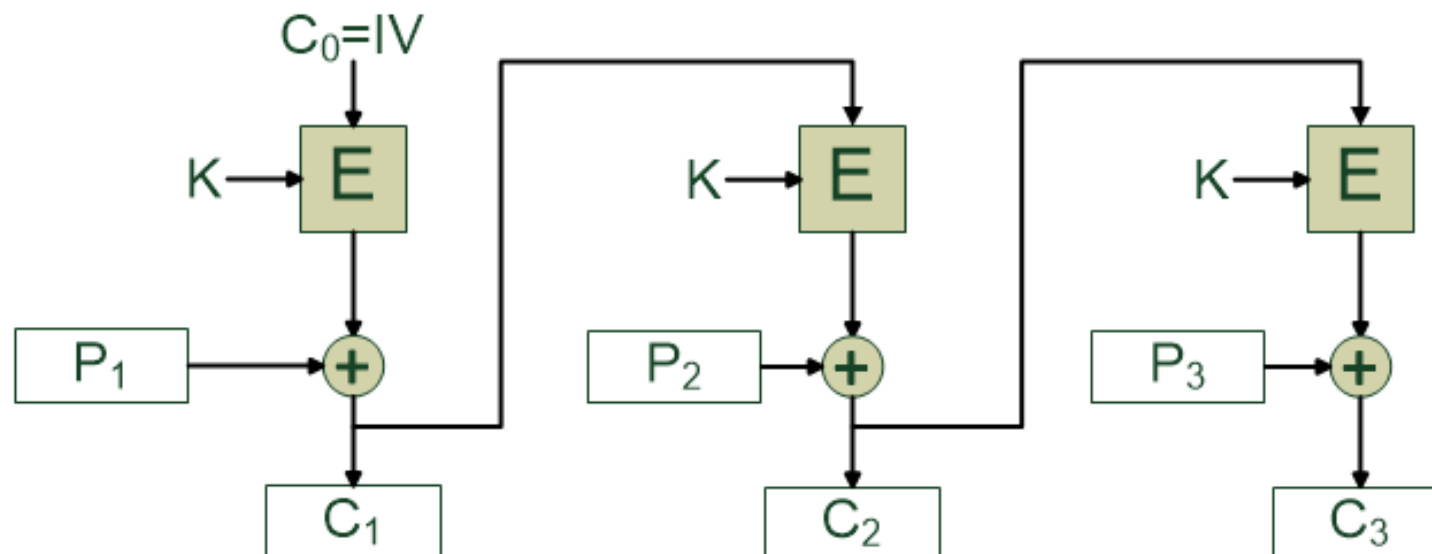 C₀=IV
K E K E K E
P₁ + P₂ + P₃ +
C₁ C₂ C₃